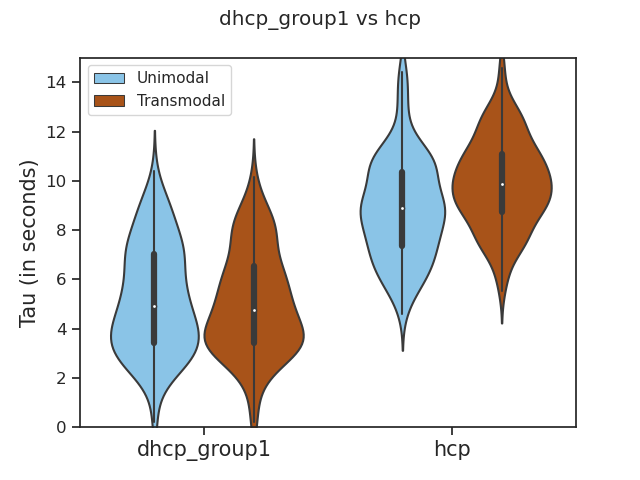 dhcp_group1 vs hcp
Unimodal
Transmodal
Tau (in seconds)
14
12
10
8
6
4
2
0
dhcp_group1
hcp